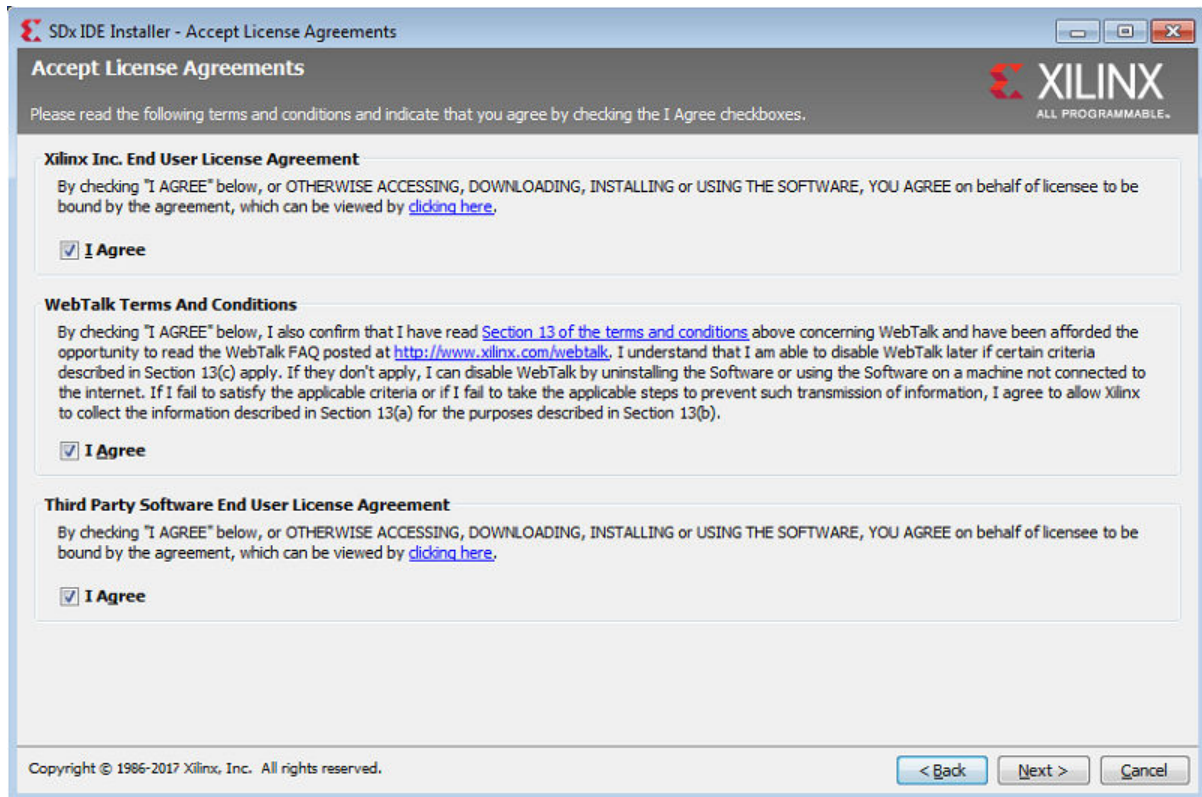 SDx IDE Installer - Accept License Agreements
Accept License Agreements
XILINX
ALL PROGRAMMABLE™
Please read the following terms and conditions and indicate that you agree by checking the I Agree checkboxes.
Xilinx Inc. End User License Agreement
By checking "I AGREE" below, or OTHERWISE ACCESSING, DOWNLOADING, INSTALLING or USING THE SOFTWARE, YOU AGREE on behalf of licensee to be
bound by the agreement, which can be viewed by clicking here.
I Agree
WebTalk Terms And Conditions
By checking "I AGREE" below, I also confirm that I have read Section 13 of the terms and conditions above concerning WebTalk and have been afforded the
opportunity to read the WebTalk FAQ posted at http://www.xilinx.com/webtalk. I understand that I am able to disable WebTalk later if certain criteria
described in Section 13(c) apply. If they don't apply, I can disable WebTalk by uninstalling the Software or using the Software on a machine not connected to
the internet. If I fail to satisfy the applicable criteria or if I fail to take the applicable steps to prevent such transmission of information, I agree to allow Xilinx
to collect the information described in Section 13(a) for the purposes described in Section 13(b).
I Agree
Third Party Software End User License Agreement
By checking "I AGREE" below, or OTHERWISE ACCESSING, DOWNLOADING, INSTALLING or USING THE SOFTWARE, YOU AGREE on behalf of licensee to be
bound by the agreement, which can be viewed by clicking here.
I Agree
Copyright © 1986-2017 Xilinx, Inc. All rights reserved.
< Back
Next >
Cancel